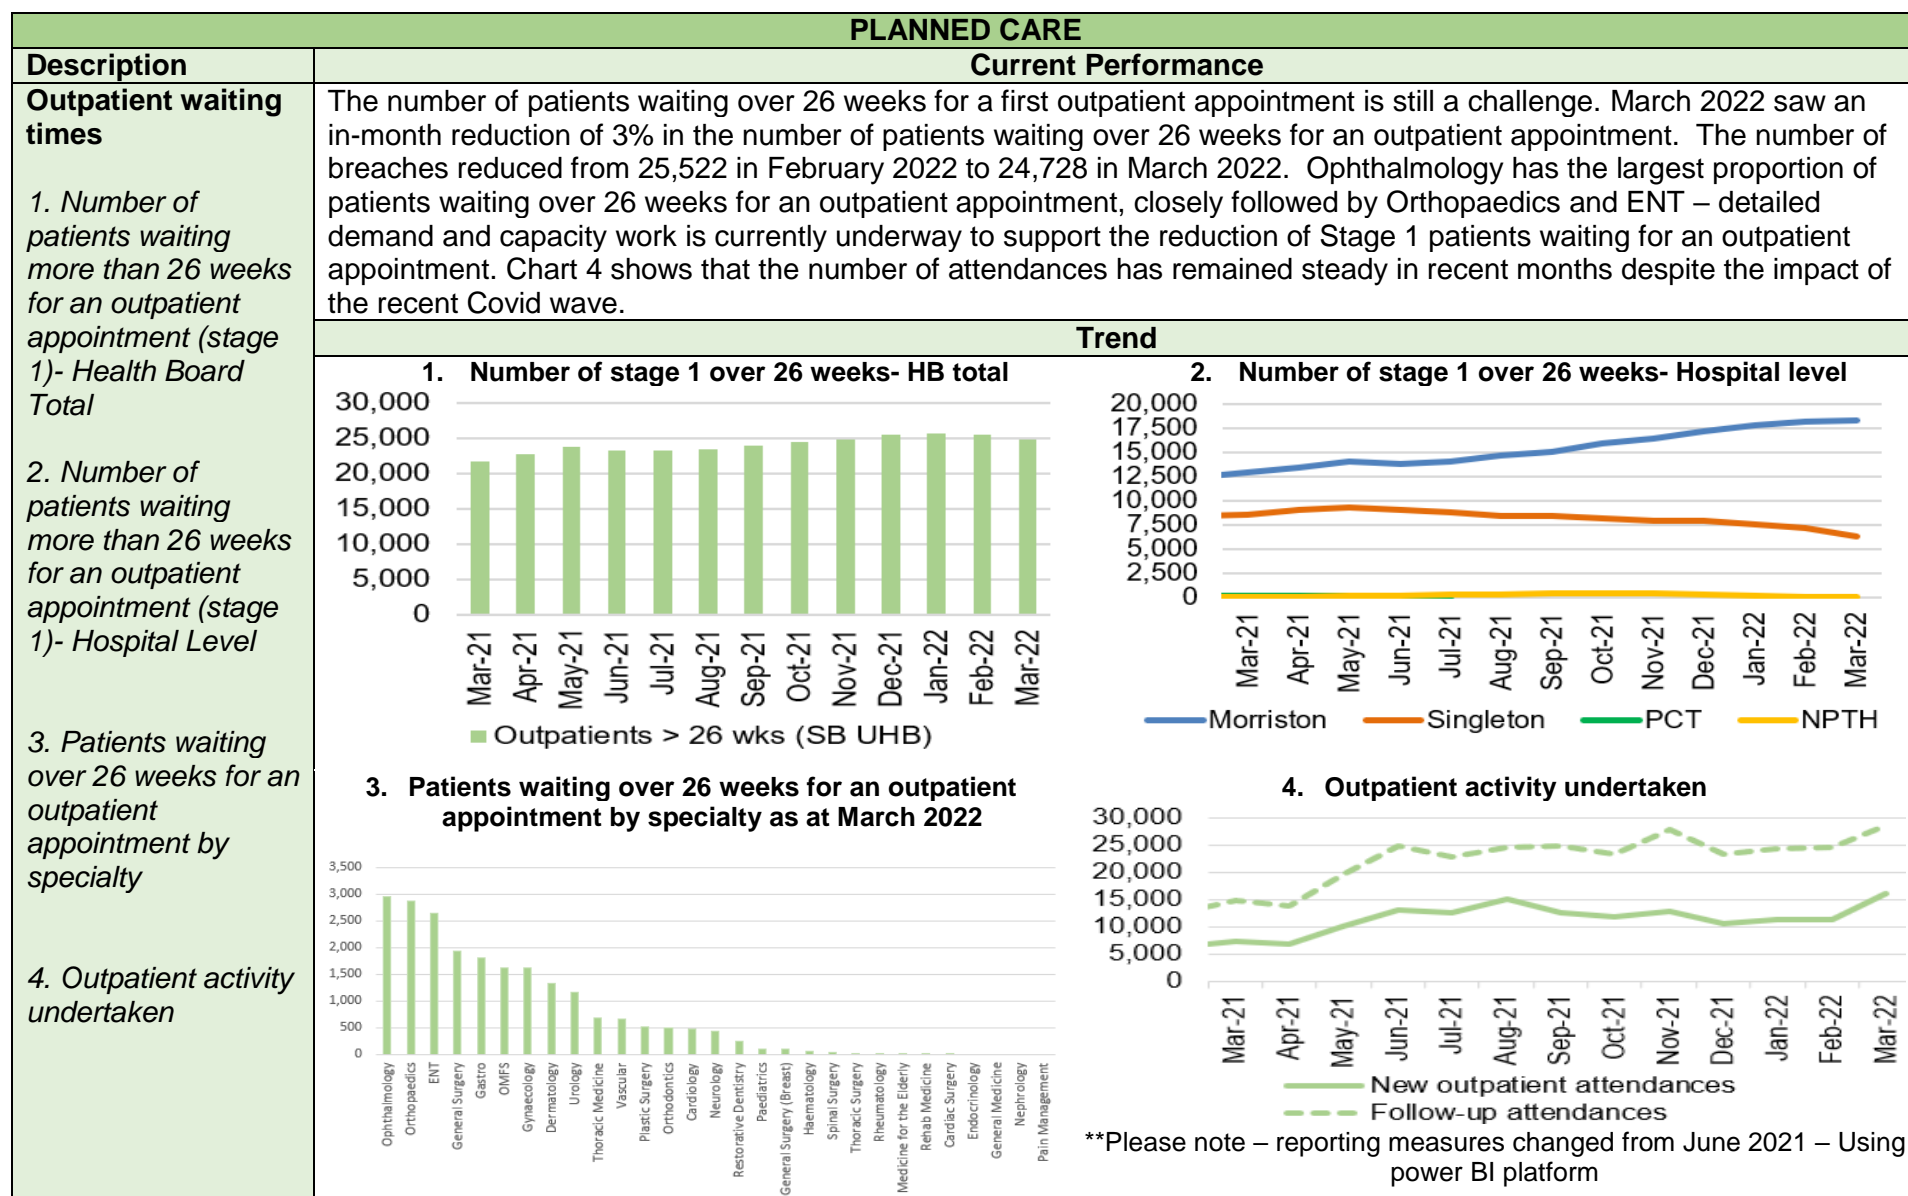 PLANNED CARE
Description
Current Performance
Outpatient waiting
times
1. Number of
patients waiting
more than 26 weeks
for an outpatient
appointment (stage
1)- Health Board
Total
2. Number of
patients waiting
more than 26 weeks
for an outpatient
appointment (stage
1)- Hospital Level
3. Patients waiting
over 26 weeks for an
outpatient
appointment by
specialty
4. Outpatient activity
undertaken
The number of patients waiting over 26 weeks for a first outpatient appointment is still a challenge. March 2022 saw an
in-month reduction of 3% in the number of patients waiting over 26 weeks for an outpatient appointment.  The number of
breaches reduced from 25,522 in February 2022 to 24,728 in March 2022.  Ophthalmology has the largest proportion of
patients waiting over 26 weeks for an outpatient appointment, closely followed by Orthopaedics and ENT – detailed
demand and capacity work is currently underway to support the reduction of Stage 1 patients waiting for an outpatient
appointment. Chart 4 shows that the number of attendances has remained steady in recent months despite the impact of
the recent Covid wave.
Trend
1. Number of stage 1 over 26 weeks- HB total
30,000
25,000
20,000
15,000
10,000
5,000
0
Mar-21
Apr-21
May-21
Jun-21
Jul-21
Aug-21
Sep-21
Oct-21
Nov-21
Dec-21
Jan-22
Feb-22
Mar-22
Outpatients > 26 wks (SB UHB)
2. Number of stage 1 over 26 weeks- Hospital level
20,000
17,500
15,000
12,500
10,000
7,500
5,000
2,500
0
Mar-21
Apr-21
May-21
Jun-21
Jul-21
Aug-21
Sep-21
Oct-21
Nov-21
Dec-21
Jan-22
Feb-22
Mar-22
Morriston
Singleton
PCT
NPTH
3. Patients waiting over 26 weeks for an outpatient
appointment by specialty as at March 2022
3,500
3,000
2,500
2,000
1,500
1,000
500
0
Ophthalmology
Orthopaedics
ENT
General Surgery
Gastro
OMFS
Gynaecology
Dermatology
Urology
Thoracic Medicine
Vascular
Plastic Surgery
Orthodontics
Cardiology
Neurology
Restorative Dentistry
Paediatrics
General Surgery (Breast)
Haematology
Spinal Surgery
Thoracic Surgery
Rheumatology
Medicine for the Elderly
Rehab Medicine
Cardiac Surgery
Endocrinology
General Medicine
Nephrology
Pain Management
4. Outpatient activity undertaken
30,000
25,000
20,000
15,000
10,000
5,000
0
Mar-21
Apr-21
May-21
Jun-21
Jul-21
Aug-21
Sep-21
Oct-21
Nov-21
Dec-21
Jan-22
Feb-22
Mar-22
New outpatient attendances
Follow-up attendances
**Please note – reporting measures changed from June 2021 – Using
power BI platform